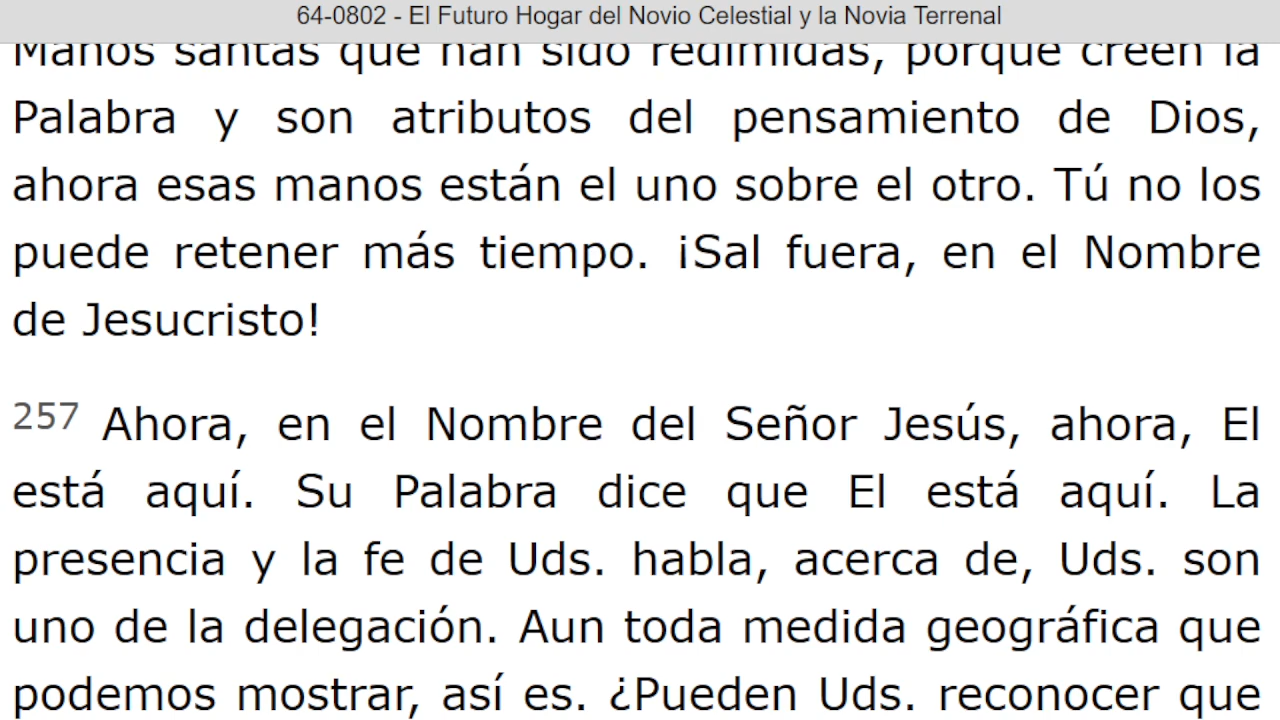 64-0802 - El Futuro Hogar del Novio Celestial y la Novia Terrenal
Manos santas que han sido redimidas, porque creen la
Palabra y son atributos del pensamiento de Dios,
ahora esas manos están el uno sobre el otro. Tú no los
puede retener más tiempo. ¡Sal fuera, en el Nombre
de Jesucristo!
257 Ahora, en el Nombre del Señor Jesús, ahora, El
está aquí. Su Palabra dice que El está aquí. La
presencia y la fe de Uds. habla, acerca de, Uds. son
uno de la delegación. Aun toda medida geográfica que
podemos mostrar, así es. ¿Pueden Uds. reconocer que